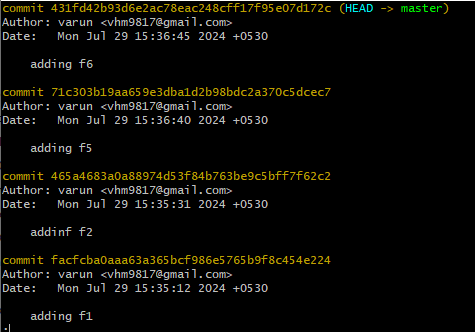 commit 431fd42b93d6e2ac78eac248cff17f95e07d172c (HEAD -> master)
Author: varun <vhm9817@gmail.com>
Date:   Mon Jul 29 15:36:45 2024 +0530
adding f6
commit 71c303b19aa659e3dba1d2b98bdc2a370c5dcec7
Author: varun <vhm9817@gmail.com>
Date:   Mon Jul 29 15:36:40 2024 +0530
adding f5
commit 465a4683a0a88974d53f84b763be9c5bff7f62c2
Author: varun <vhm9817@gmail.com>
Date:   Mon Jul 29 15:35:31 2024 +0530
addinf f2
commit facfcba0aaa63a365bcf986e5765b9f8c454e224
Author: varun <vhm9817@gmail.com>
Date:   Mon Jul 29 15:35:12 2024 +0530
adding f1